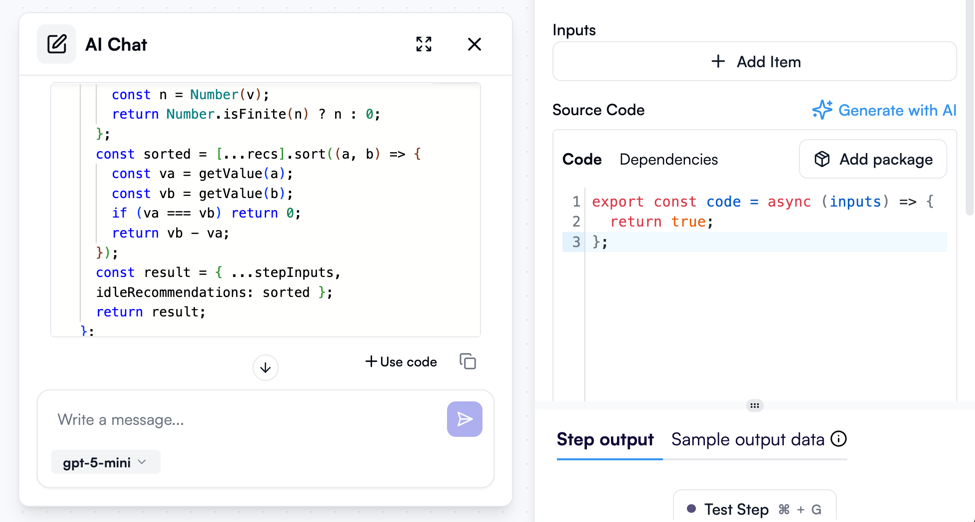 AI Chat
const n = Number(v);
return Number.isFinite(n) ? n : 0;
};
const sorted = [...recs].sort((a, b) => {
const va = getValue(a);
const vb = getValue(b);
if (va === vb) return 0;
return vb - va;
});
const result = { ...stepInputs,
idleRecommendations: sorted };
return result;
};
+ Use code
Write a message...
gpt-5-mini
Inputs
+ Add Item
Source Code
Generate with AI
Code Dependencies
Add package
1 export const code = async (inputs) => {
2 return true;
3 };
Step output Sample output data
Test Step ⌘ + G